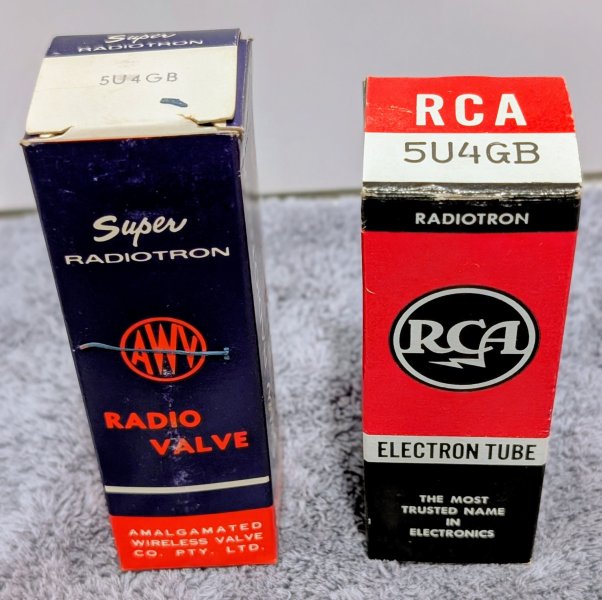 Super
RADIOTRON
5U4GB
Super
RADIOTRON
AWV
RADIO
VALVE
AMALGAMATED
WIRELESS VALVE
CO. PTY. LTD.
RCA
5U4GB
RADIOTRON
RCA
ELECTRON TUBE
THE MOST
TRUSTED NAME
IN
ELECTRONICS